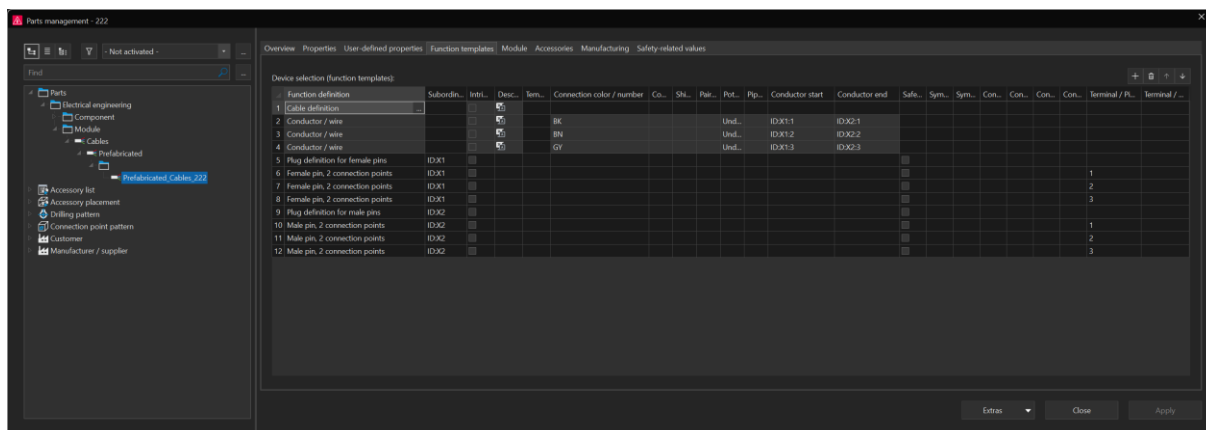 Parts management - 222
- Not activated -
Find
Parts
Electrical engineering
Component
Module
Cables
Prefabricated
Prefabricated_Cables_222
Accessory list
Accessory placement
Drilling pattern
Connection point pattern
Customer
Manufacturer / supplier
Overview Properties User-defined properties Function templates Module Accessories Manufacturing Safety-related values
Device selection (function templates):
Function definition Subordin... Intri... Desc... Tem... Connection color / number Co... Shi... Pair... Pot... Pip... Conductor start Conductor end Safe... Sym... Sym... Con... Con... Con... Con... Terminal / Pi... Terminal / ...
1 Cable definition ...
2 Conductor / wire BK Und... ID:X1:1 ID:X2:1
3 Conductor / wire BN Und... ID:X1:2 ID:X2:2
4 Conductor / wire GY Und... ID:X1:3 ID:X2:3
5 Plug definition for female pins ID:X1
6 Female pin, 2 connection points ID:X1 1
7 Female pin, 2 connection points ID:X1 2
8 Female pin, 2 connection points ID:X1 3
9 Plug definition for male pins ID:X2
10 Male pin, 2 connection points ID:X2 1
11 Male pin, 2 connection points ID:X2 2
12 Male pin, 2 connection points ID:X2 3
Extras Close Apply